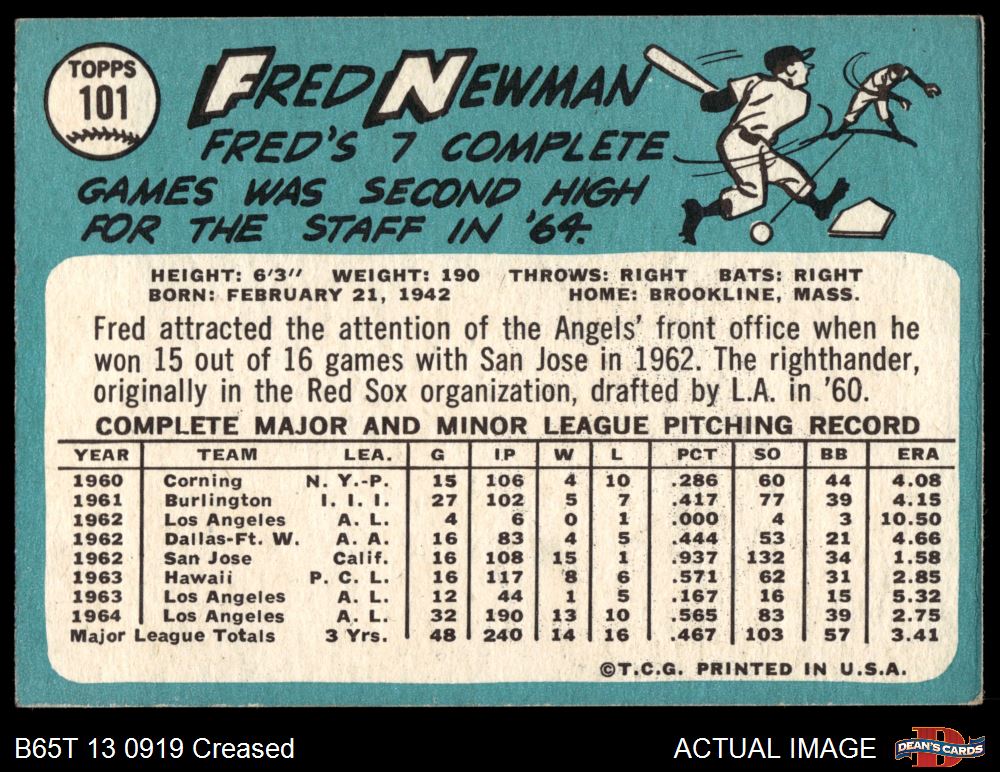 TOPPS
101
FRED NEWMAN
FRED'S 7 COMPLETE
GAMES WAS SECOND HIGH
FOR THE STAFF IN '64.
HEIGHT: 6'3" WEIGHT: 190 THROWS: RIGHT BATS: RIGHT
BORN: FEBRUARY 21, 1942 HOME: BROOKLINE, MASS.
Fred attracted the attention of the Angels' front office when he
won 15 out of 16 games with San Jose in 1962. The righthander,
originally in the Red Sox organization, drafted by L.A. in '60.
COMPLETE MAJOR AND MINOR LEAGUE PITCHING RECORD
YEAR TEAM LEA. G I.P W L PCT SO BB ERA
1960 Corning N. Y.-P. 15 106 4 10 .286 60 44 4.08
1961 Burlington I. I. I. 27 102 5 7 .417 77 39 4.15
1962 Los Angeles A. L. 4 6 0 1 .000 4 3 10.50
1962 Dallas-Ft. W. A. A. 16 83 4 5 .444 53 21 4.66
1962 San Jose Calif. 16 108 15 1 .937 132 34 1.58
1963 Hawaii P. C. L. 16 117 8 6 .571 62 31 2.85
1963 Los Angeles A. L. 12 44 1 5 .167 16 15 5.32
1964 Los Angeles A. L. 32 190 13 10 .565 83 39 2.75
Major League Totals 3 Yrs. 48 240 14 16 .467 103 57 3.41
©T.C.G. PRINTED IN U.S.A.
B65T 13 0919 Creased ACTUAL IMAGE DEAN'S CARDS